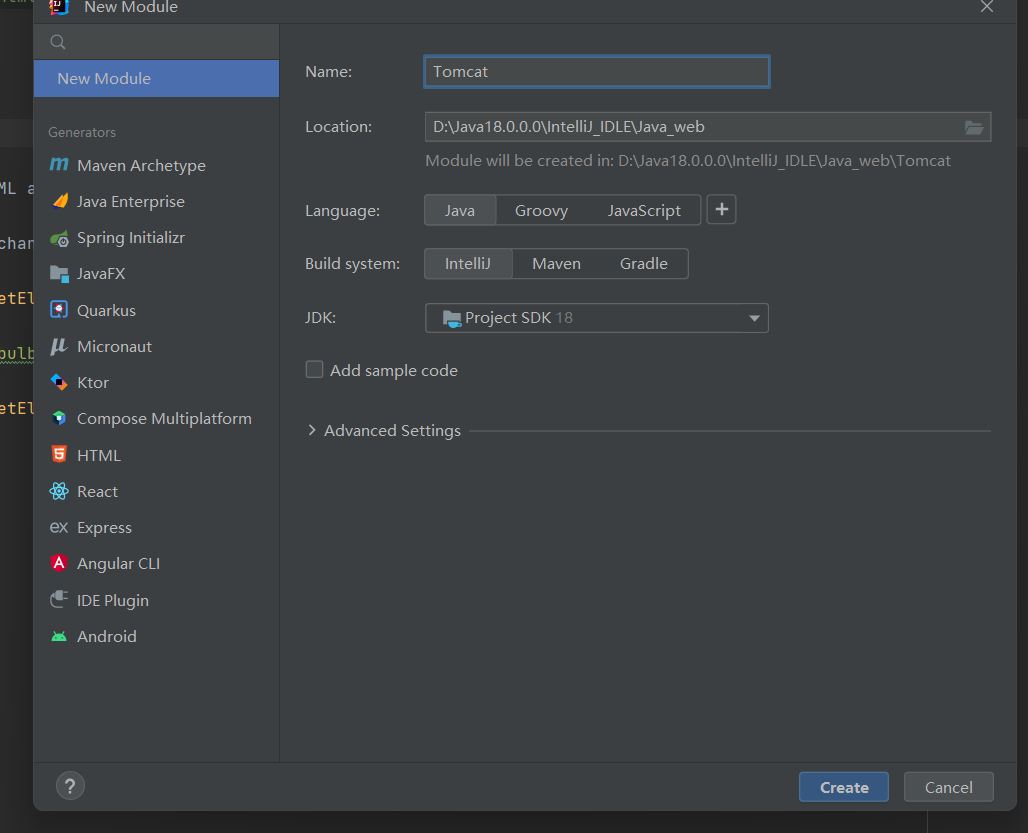 New Module
New Module
Name:
Tomcat
Location:
D:\Java18.0.0.0\IntelliJ_IDLE\Java_web
Module will be created in: D:\Java18.0.0.0\IntelliJ_IDLE\Java_web\Tomcat
Language:
Java Groovy JavaScript +
Build system:
IntelliJ Maven Gradle
JDK:
Project SDK 18
Add sample code
Advanced Settings
Generators
Maven Archetype
Java Enterprise
Spring Initializr
JavaFX
Quarkus
Micronaut
Ktor
Compose Multiplatform
HTML
React
ex Express
Angular CLI
IDE Plugin
Android
ML a
chan
etEl
bulb
etEl
?
Create
Cancel